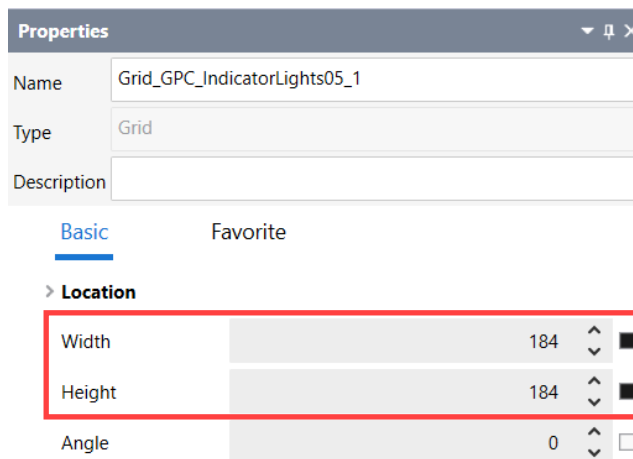 Properties
Name Grid_GPC_IndicatorLights05_1
Type Grid
Description
Basic Favorite
Location
Width 184
Height 184
Angle 0